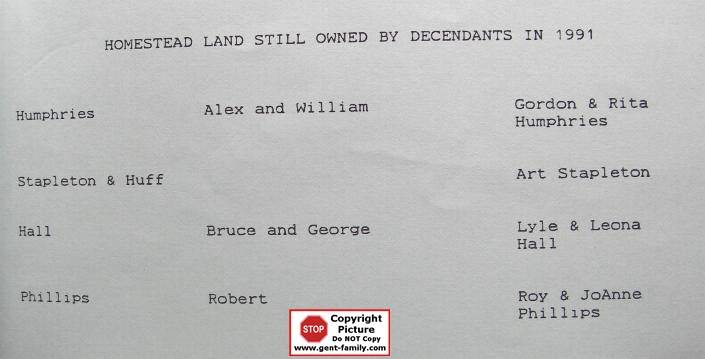 HOMESTEAD LAND STILL OWNED BY DECENDANTS IN 1991
Humphries Alex and William Gordon & Rita
Humphries
Stapleton & Huff Art Stapleton
Hall Bruce and George Lyle & Leona
Hall
Phillips Robert Roy & JoAnne
Phillips
STOP
Copyright
Picture
Do NOT Copy
www.gent-family.com